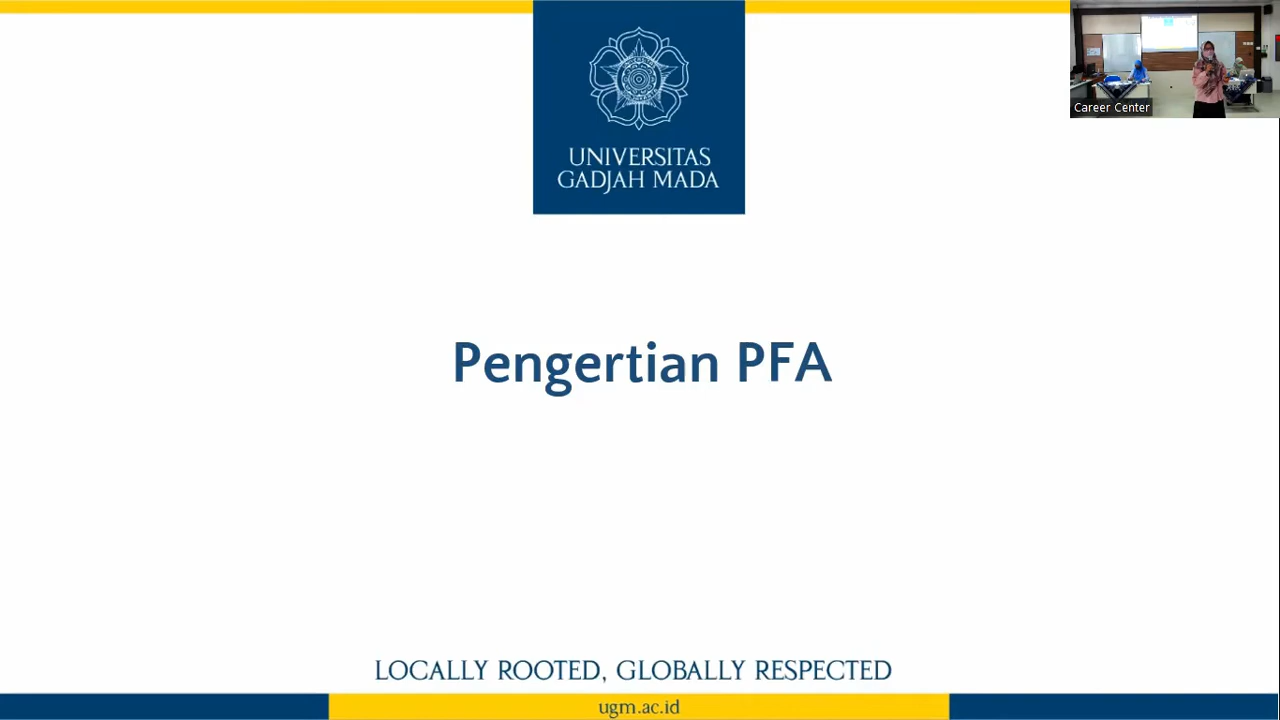 UNIVERSITAS
GADJAH MADA
Career Center
Pengertian PFA
LOCALLY ROOTED, GLOBALLY RESPECTED
ugm.ac.id